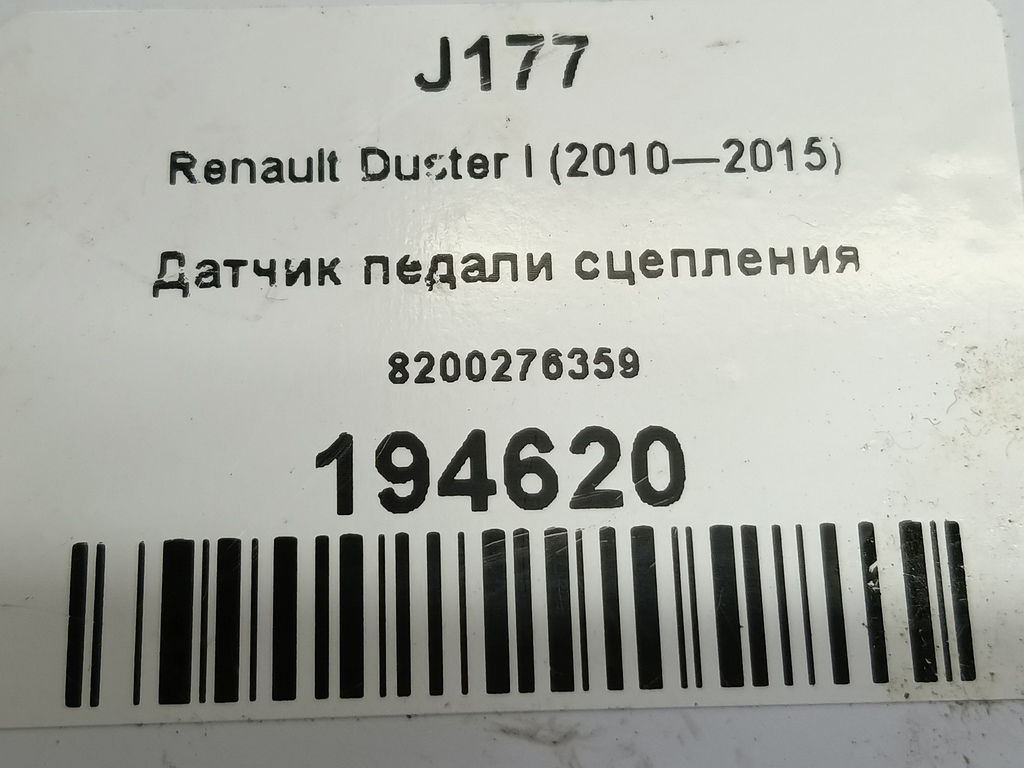 J177
Renault Duster I (2010—2015)
Датчик педали сцепления
8200276359
194620